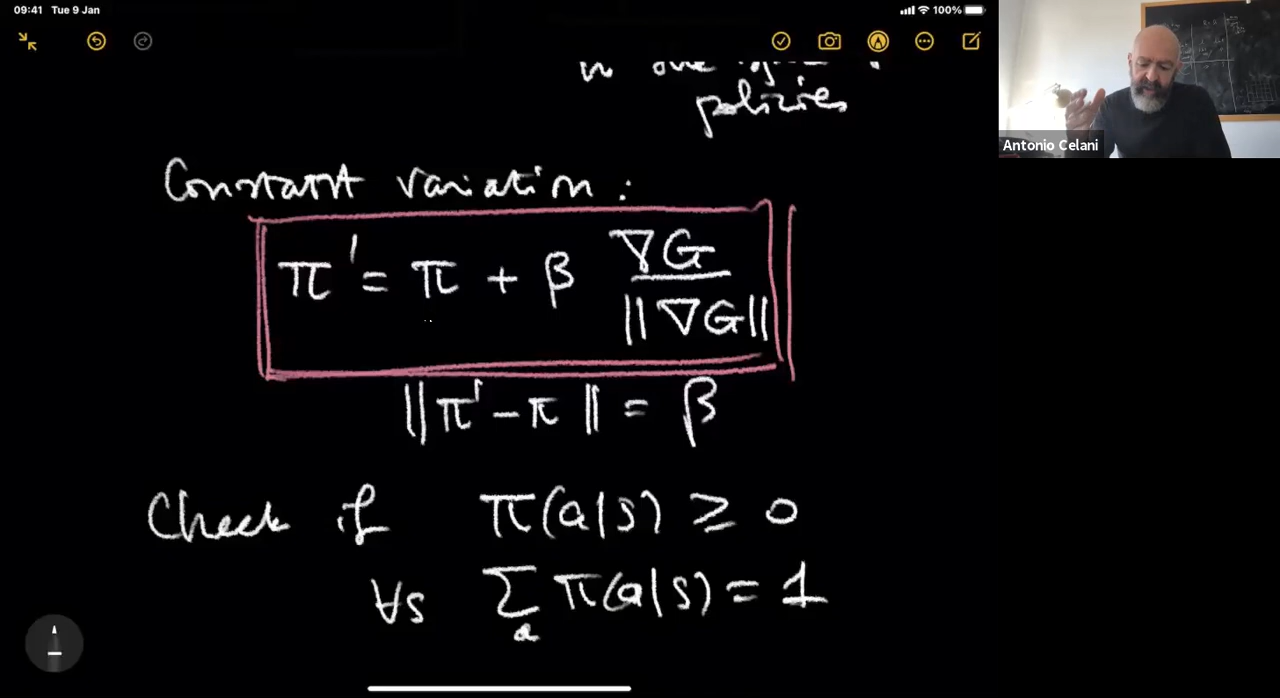 09:41 Tue 9 Jan
100%
policies
Antonio Celani
Constant variation :
π' = π + β ∇G / ||∇G||
||π' - π|| = β
Check if π(a|s) ≥ 0
∀s Σ_a π(a|s) = 1